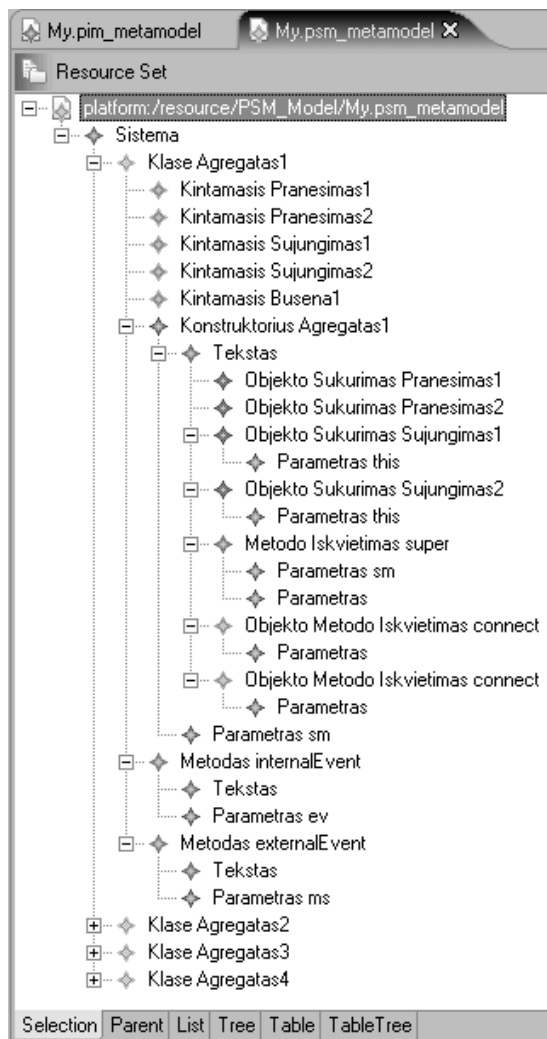 My.pim_metamodel My.psm_metamodel
Resource Set
platform:/resource/PSM_Model/My.psm_metamodel
Sistema
Klase Agregatas1
Kintamasis Pranesimas1
Kintamasis Pranesimas2
Kintamasis Sujungimas1
Kintamasis Sujungimas2
Kintamasis Busena1
Konstruktorius Agregatas1
Tekstas
Objekto Sukurimas Pranesimas1
Objekto Sukurimas Pranesimas2
Objekto Sukurimas Sujungimas1
Parametras this
Objekto Sukurimas Sujungimas2
Parametras this
Metodo Iskvietimas super
Parametras sm
Parametras
Objekto Metodo Iskvietimas connect
Parametras
Objekto Metodo Iskvietimas connect
Parametras
Parametras sm
Metodas internalEvent
Tekstas
Parametras ev
Metodas externalEvent
Tekstas
Parametras ms
Klase Agregatas2
Klase Agregatas3
Klase Agregatas4
Selection Parent List Tree Table TableTree